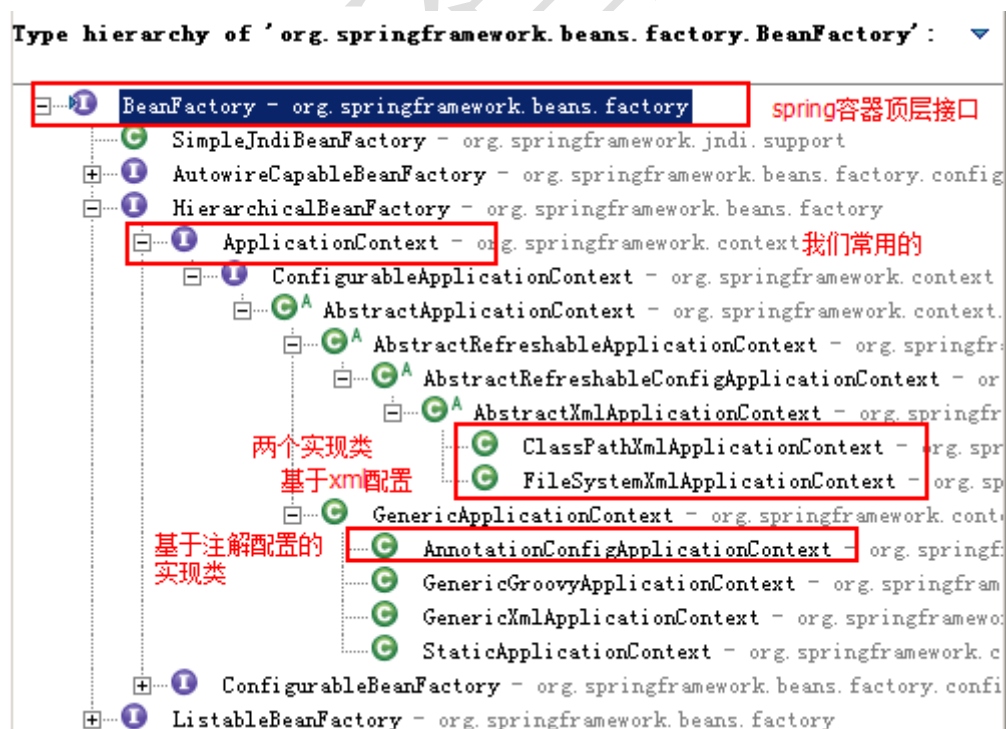 Type hierarchy of 'org.springframework.beans.factory.BeanFactory':
BeanFactory - org.springframework.beans.factory
spring容器顶层接口
SimpleJndiBeanFactory - org.springframework.jndi.support
AutowireCapableBeanFactory - org.springframework.beans.factory.config
HierarchicalBeanFactory - org.springframework.beans.factory
ApplicationContext - org.springframework.context
我们常用的
ConfigurableApplicationContext - org.springframework.context
AbstractApplicationContext - org.springframework.context.
AbstractRefreshableApplicationContext - org.springfr
AbstractRefreshableConfigApplicationContext - or
AbstractXmlApplicationContext - org.springfr
两个实现类
ClassPathXmlApplicationContext - org.spr
基于xml配置
FileSystemXmlApplicationContext - org.sp
GenericApplicationContext - org.springframework.cont
基于注解配置的
AnnotationConfigApplicationContext - org.springf
实现类
GenericGroovyApplicationContext - org.springfram
GenericXmlApplicationContext - org.springframewo
StaticApplicationContext - org.springframework.c
ConfigurableBeanFactory - org.springframework.beans.factory.confi
ListableBeanFactory - org.springframework.beans.factory